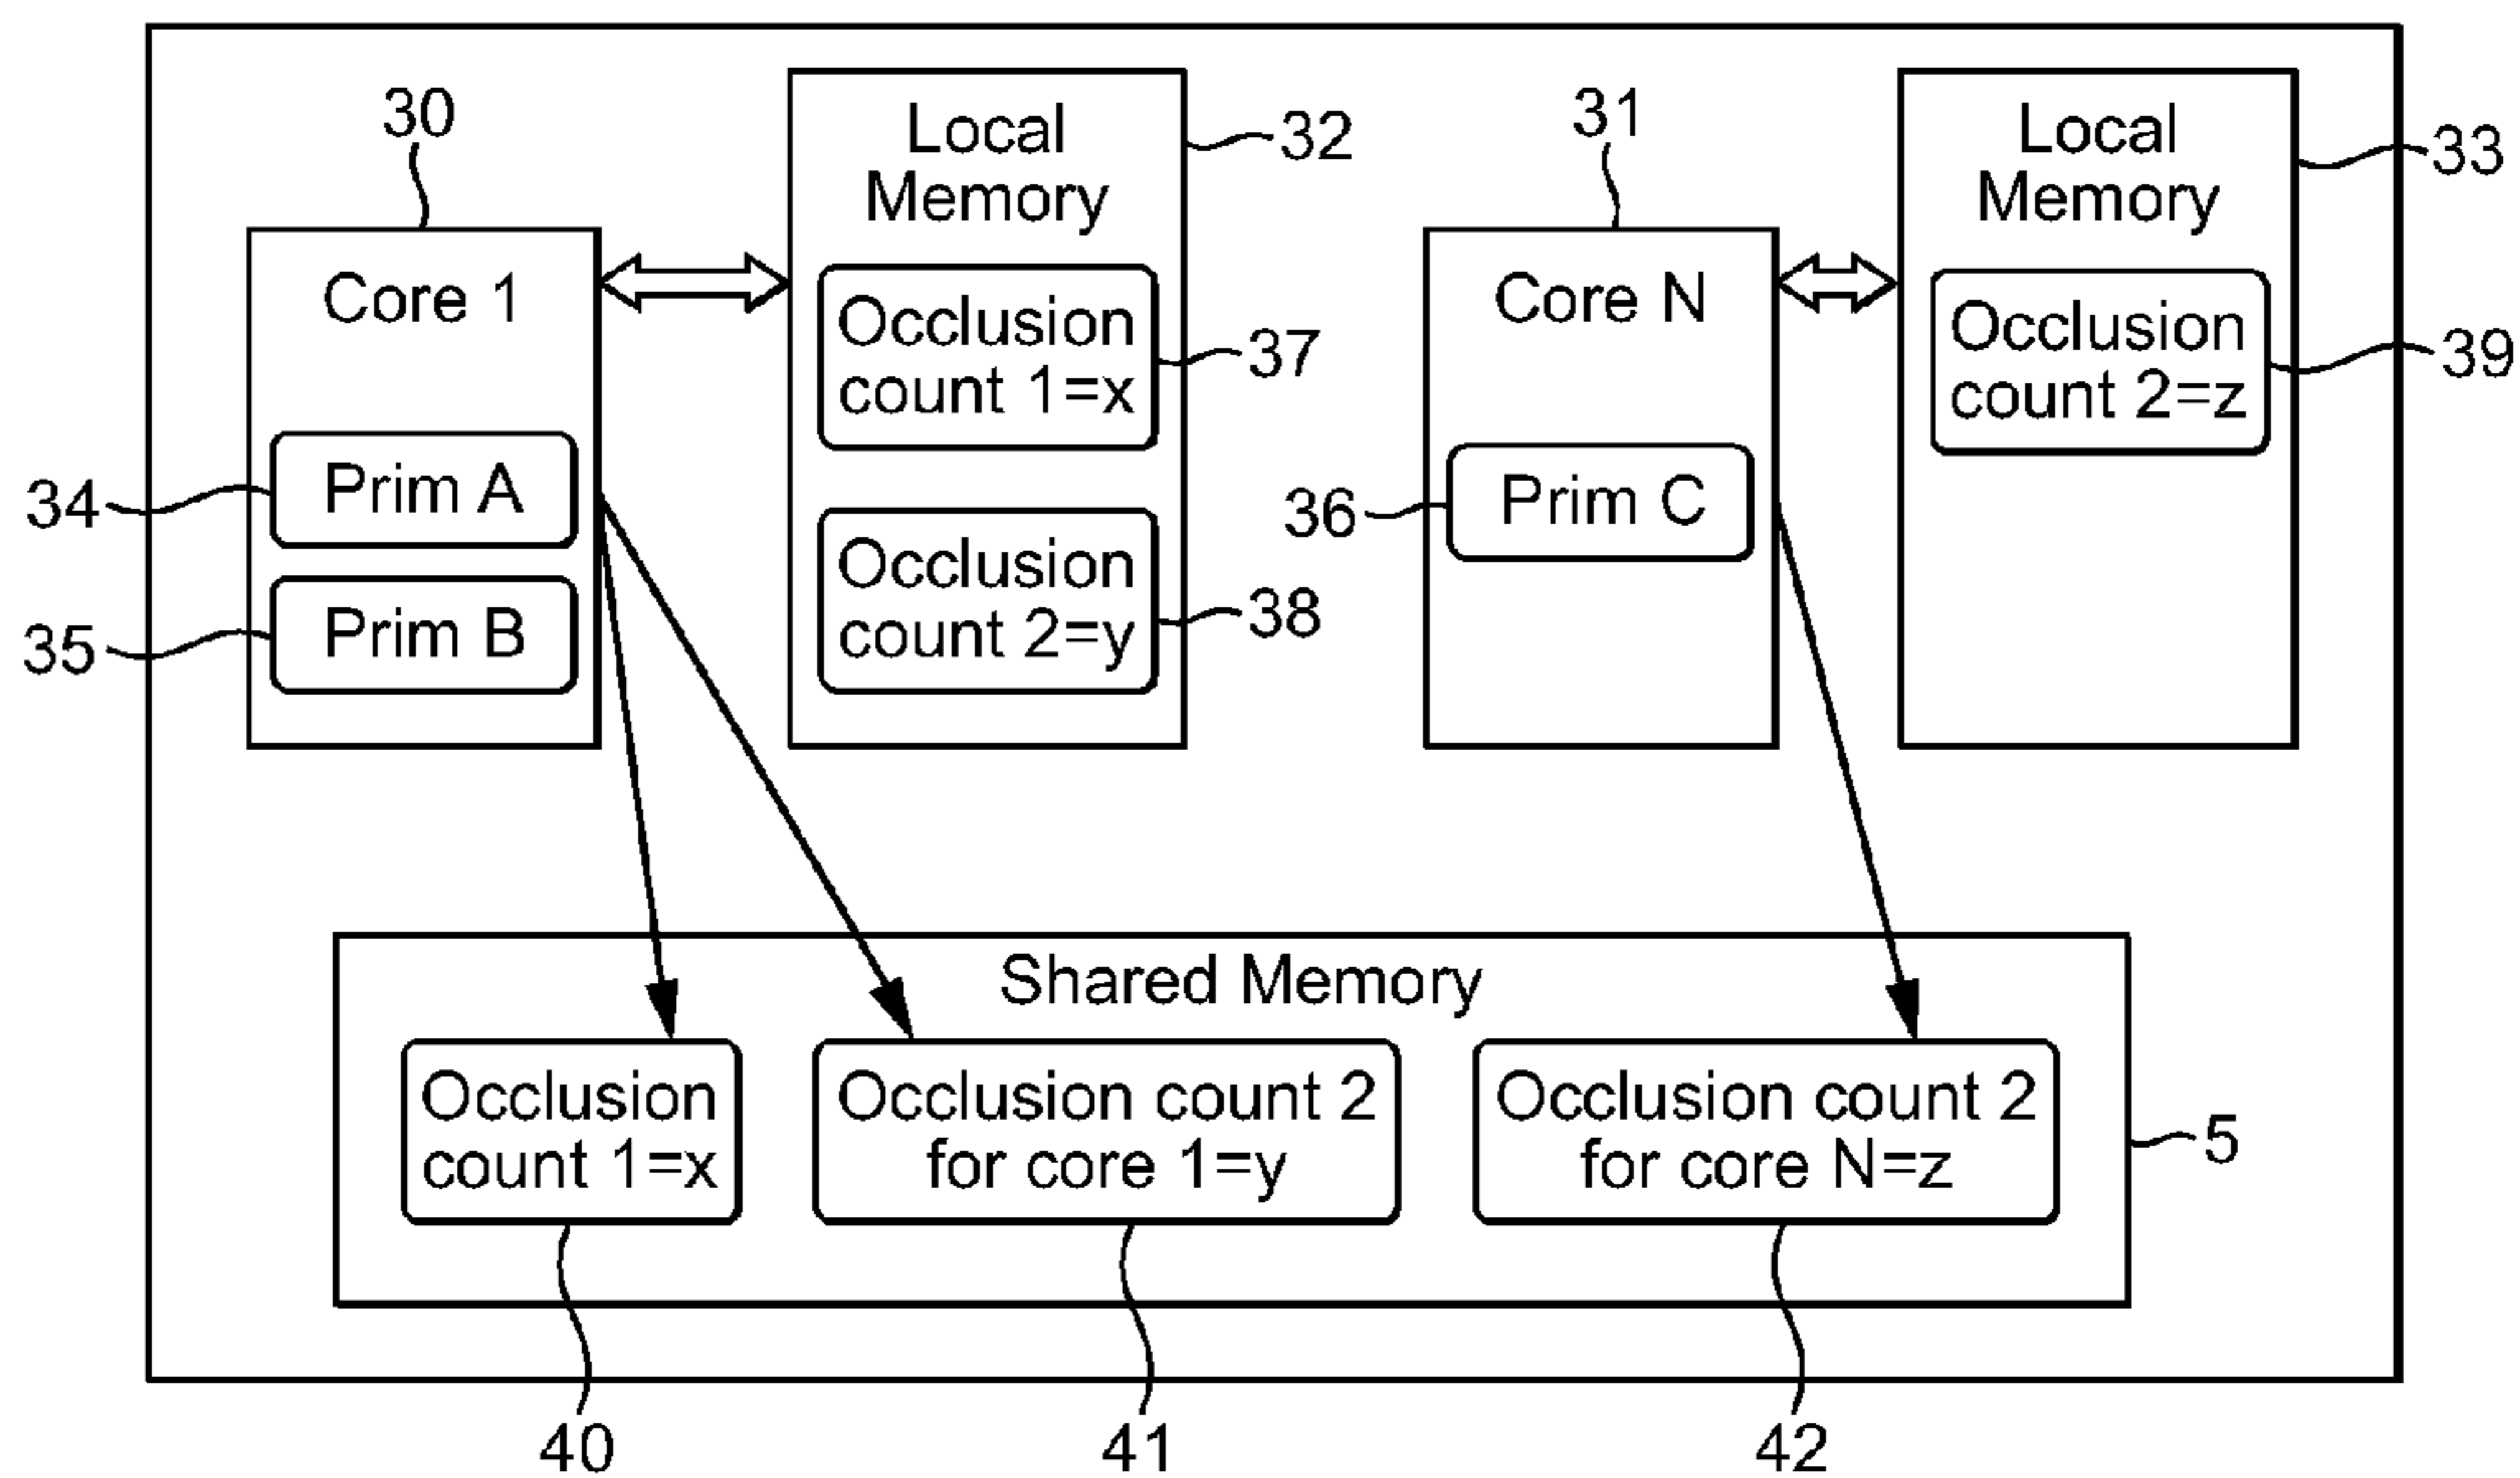 30
Local
Memory
32
31
Local
Memory
33
Core 1
Occlusion
count 1=x
37
Core N
Occlusion
count 2=z
39
34
Prim A
35
Prim B
Occlusion
count 2=y
38
36
Prim C
Shared Memory
Occlusion
count 1=x
Occlusion count 2
for core 1=y
Occlusion count 2
for core N=z
5
40
41
42